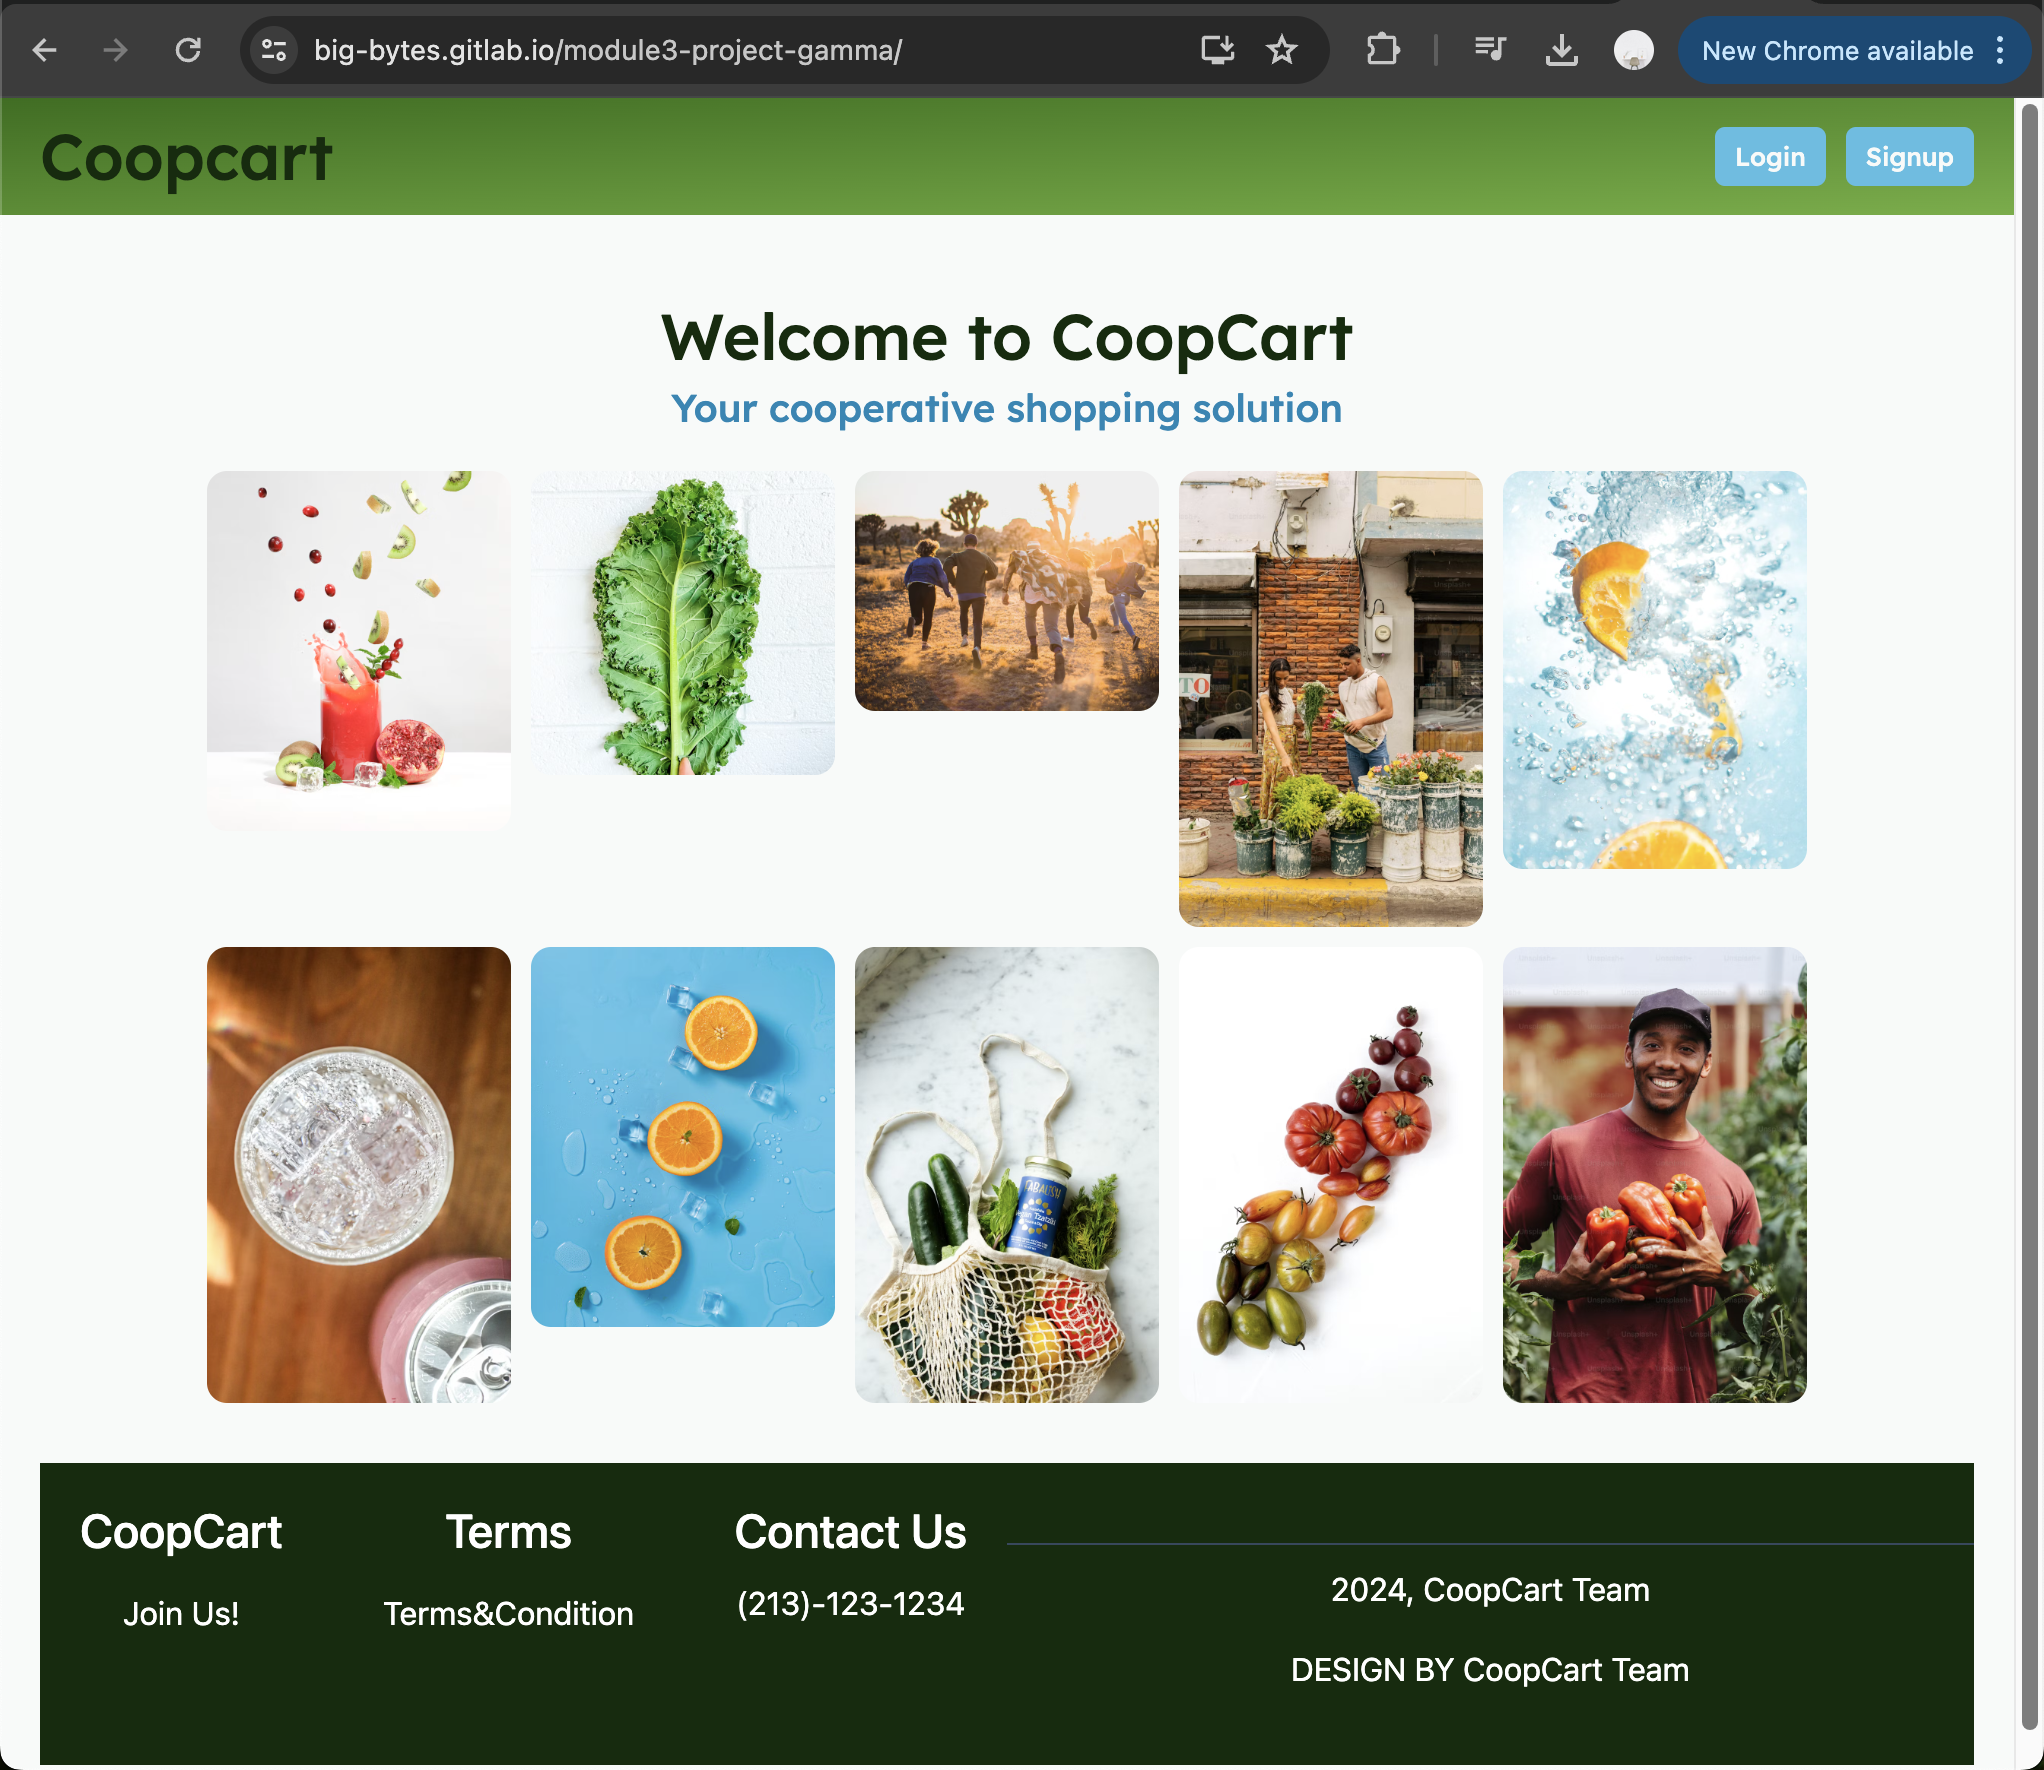 big-bytes.gitlab.io/module3-project-gamma/
New Chrome available
Coopcart
Login
Signup
Welcome to CoopCart
Your cooperative shopping solution
TO
CoopCart
Join Us!
Terms
Terms&Condition
Contact Us
(213)-123-1234
2024, CoopCart Team
DESIGN BY CoopCart Team